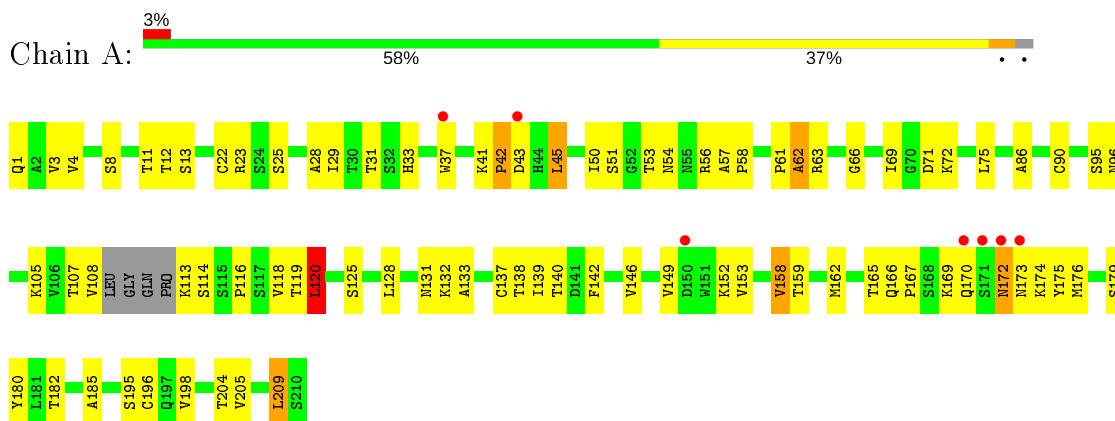 3%
Chain A:
58% 37% • •
Q1 A2 V3 V4 S8 T11 T12 S13 C22 R23 S24 S25 A28 I29 T30 T31 S32 H33 W37 K41 P42 D43 H44 L45 I50 S51 G52 T53 N54 N55 R56 A57 P58 P61 A62 R63 G66 I69 G70 D71 K72 L75 A86 C90 S95 N96
K105 V106 T107 V108 LEU GLY GLN PRO K113 S114 S115 P116 S117 V118 T119 L120 S125 L128 N131 K132 A133 C137 T138 I139 T140 D141 F142 V146 V149 D150 W151 K152 V153 V158 T159 M162 T165 Q166 P167 S168 K169 Q170 S171 N172 N173 K174 Y175 M176 S179
Y180 L181 T182 A185 S195 C196 Q197 V198 T204 V205 L209 S210